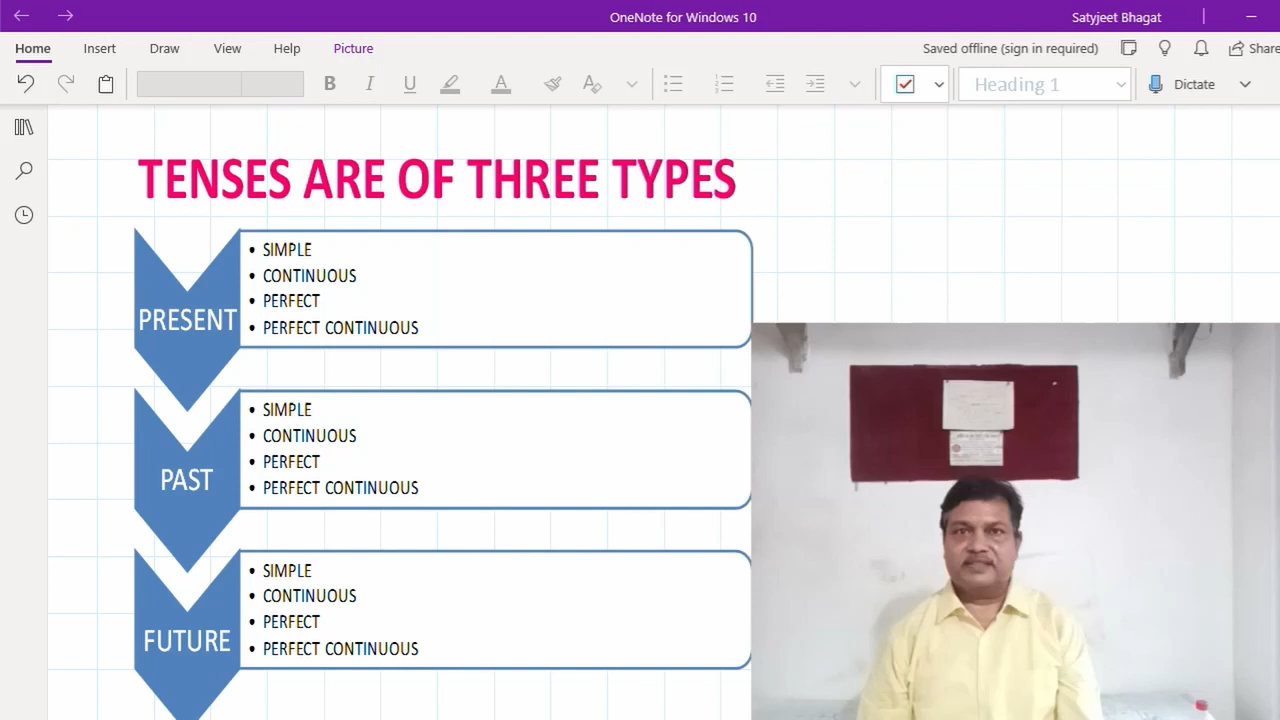 OneNote for Windows 10
Satyjeet Bhagat
Home Insert Draw View Help Picture
Saved offline (sign in required)
Share
B I U A A
Heading 1
Dictate
TENSES ARE OF THREE TYPES
PRESENT
• SIMPLE
• CONTINUOUS
• PERFECT
• PERFECT CONTINUOUS
PAST
• SIMPLE
• CONTINUOUS
• PERFECT
• PERFECT CONTINUOUS
FUTURE
• SIMPLE
• CONTINUOUS
• PERFECT
• PERFECT CONTINUOUS